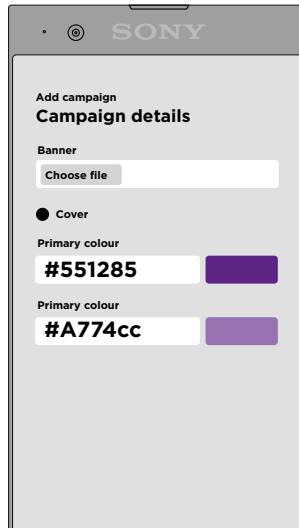 SONY
Add campaign
Campaign details
Banner
Choose file
Cover
Primary colour
#551285
Primary colour
#A774cc